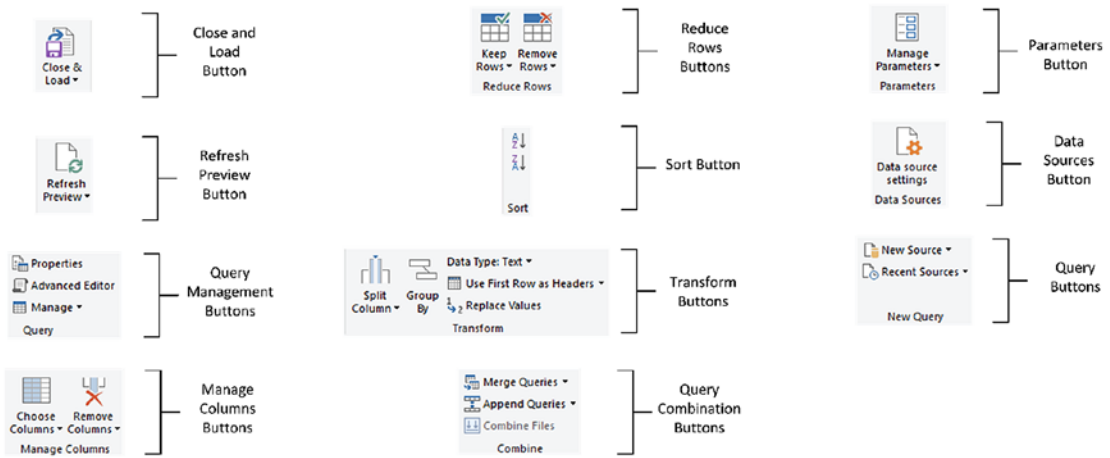 Close &
Load
Close and
Load
Button
Keep
Rows
Remove
Rows
Reduce Rows
Reduce
Rows
Buttons
Manage
Parameters
Parameters
Parameters
Button
Refresh
Preview
Refresh
Preview
Button
A
Z
Z
A
Sort
Sort Button
Data source
settings
Data Sources
Data
Sources
Button
Properties
Advanced Editor
Manage
Query
Query
Management
Buttons
Split
Column
Group
By
Data Type: Text
Use First Row as Headers
1
2
Replace Values
Transform
Transform
Buttons
New Source
Recent Sources
New Query
Query
Buttons
Choose
Columns
Remove
Columns
Manage Columns
Manage
Columns
Buttons
Merge Queries
Append Queries
Combine Files
Combine
Query
Combination
Buttons